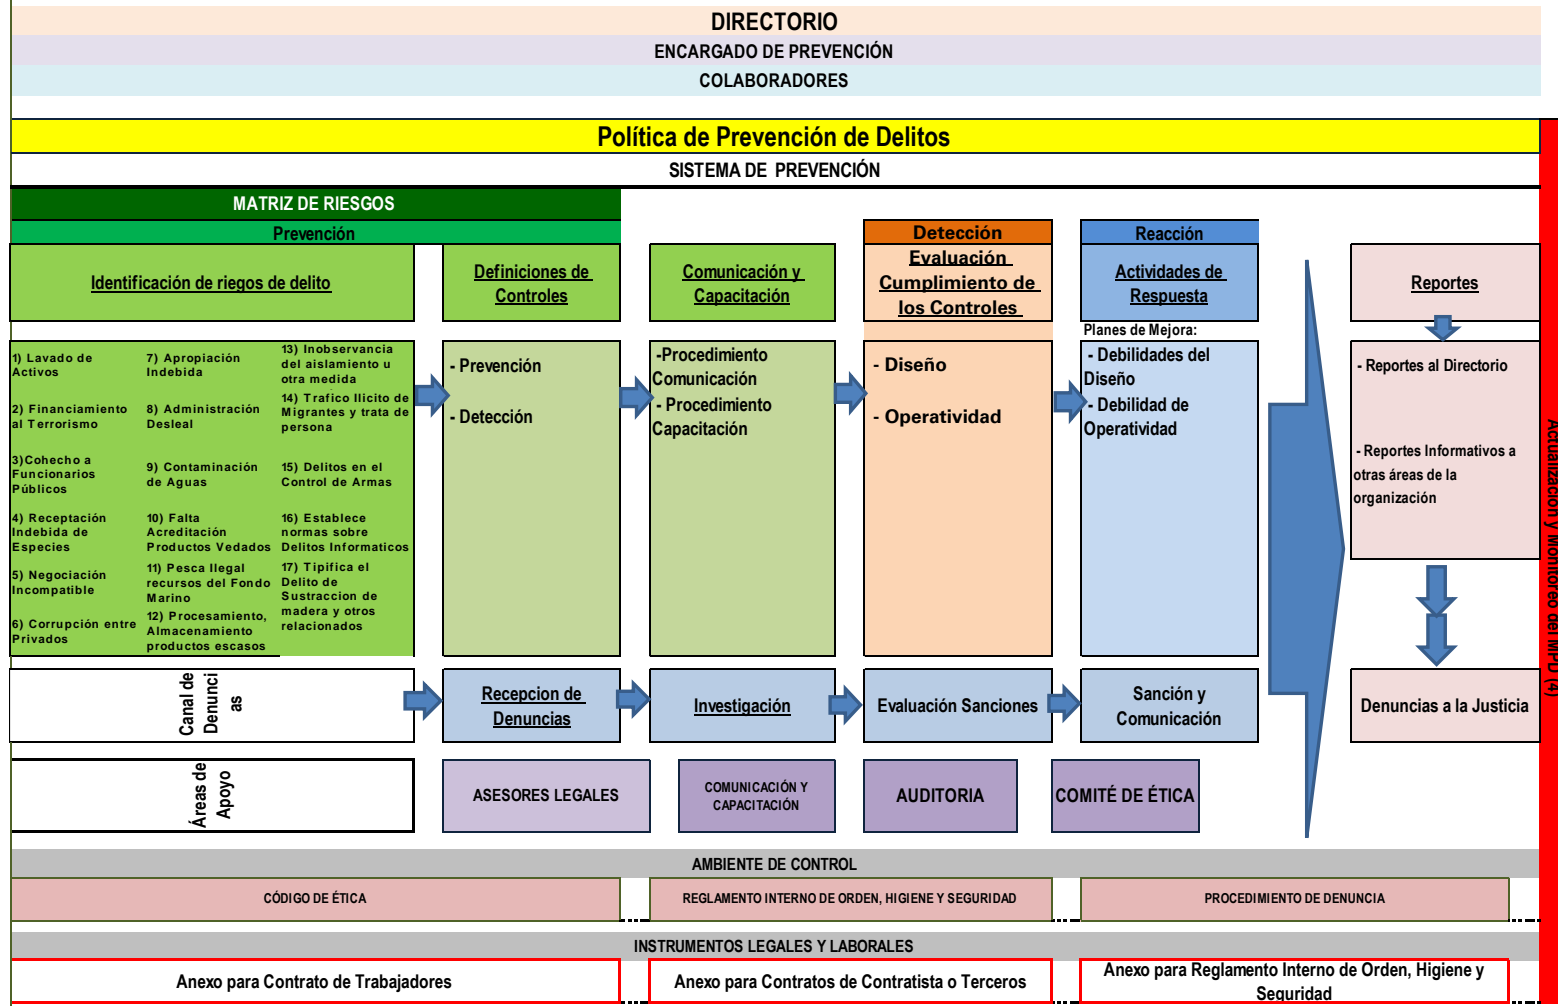 DIRECTORIO
ENCARGADO DE PREVENCIÓN
COLABORADORES
Política de Prevención de Delitos
SISTEMA DE PREVENCIÓN
MATRIZ DE RIESGOS
Prevención
Detección
Reacción
Identificación de riegos de delito
Definiciones de
Controles
Comunicación y
Capacitación
Evaluación
Cumplimiento de
los Controles
Actividades de
Respuesta
Reportes
1) Lavado de
Activos
2) Financiamiento
al Terrorismo
3)Cohecho a
Funcionarios
Públicos
4) Receptación
Indebida de
Especies
5) Negociación
Incompatible
6) Corrupción entre
Privados
7) Apropiación
Indebida
8) Administración
Desleal
9) Contaminación
de Aguas
10) Falta
Acreditación
Productos Vedados
11) Pesca Ilegal
recursos del Fondo
Marino
12) Procesamiento,
Almacenamiento
productos escasos
13) Inobservancia
del aislamiento u
otra medida
14) Trafico Ilicito de
Migrantes y trata de
persona
15) Delitos en el
Control de Armas
16) Establece
normas sobre
Delitos Informaticos
17) Tipifica el
Delito de
Sustraccion de
madera y otros
relacionados
- Prevención
- Detección
-Procedimiento
Comunicación
- Procedimiento
Capacitación
- Diseño
- Operatividad
Planes de Mejora:
- Debilidades del
Diseño
- Debilidad de
Operatividad
- Reportes al Directorio
- Reportes Informativos a
otras áreas de la
organización
Actualización y Monitoreo del MPD (4)
Canal de
Denunci
as
Recepcion de
Denuncias
Investigación
Evaluación Sanciones
Sanción y
Comunicación
Denuncias a la Justicia
Áreas de
Apoyo
ASESORES LEGALES
COMUNICACIÓN Y
CAPACITACIÓN
AUDITORIA
COMITÉ DE ÉTICA
AMBIENTE DE CONTROL
CÓDIGO DE ÉTICA
REGLAMENTO INTERNO DE ORDEN, HIGIENE Y SEGURIDAD
PROCEDIMIENTO DE DENUNCIA
INSTRUMENTOS LEGALES Y LABORALES
Anexo para Contrato de Trabajadores
Anexo para Contratos de Contratista o Terceros
Anexo para Reglamento Interno de Orden, Higiene y
Seguridad